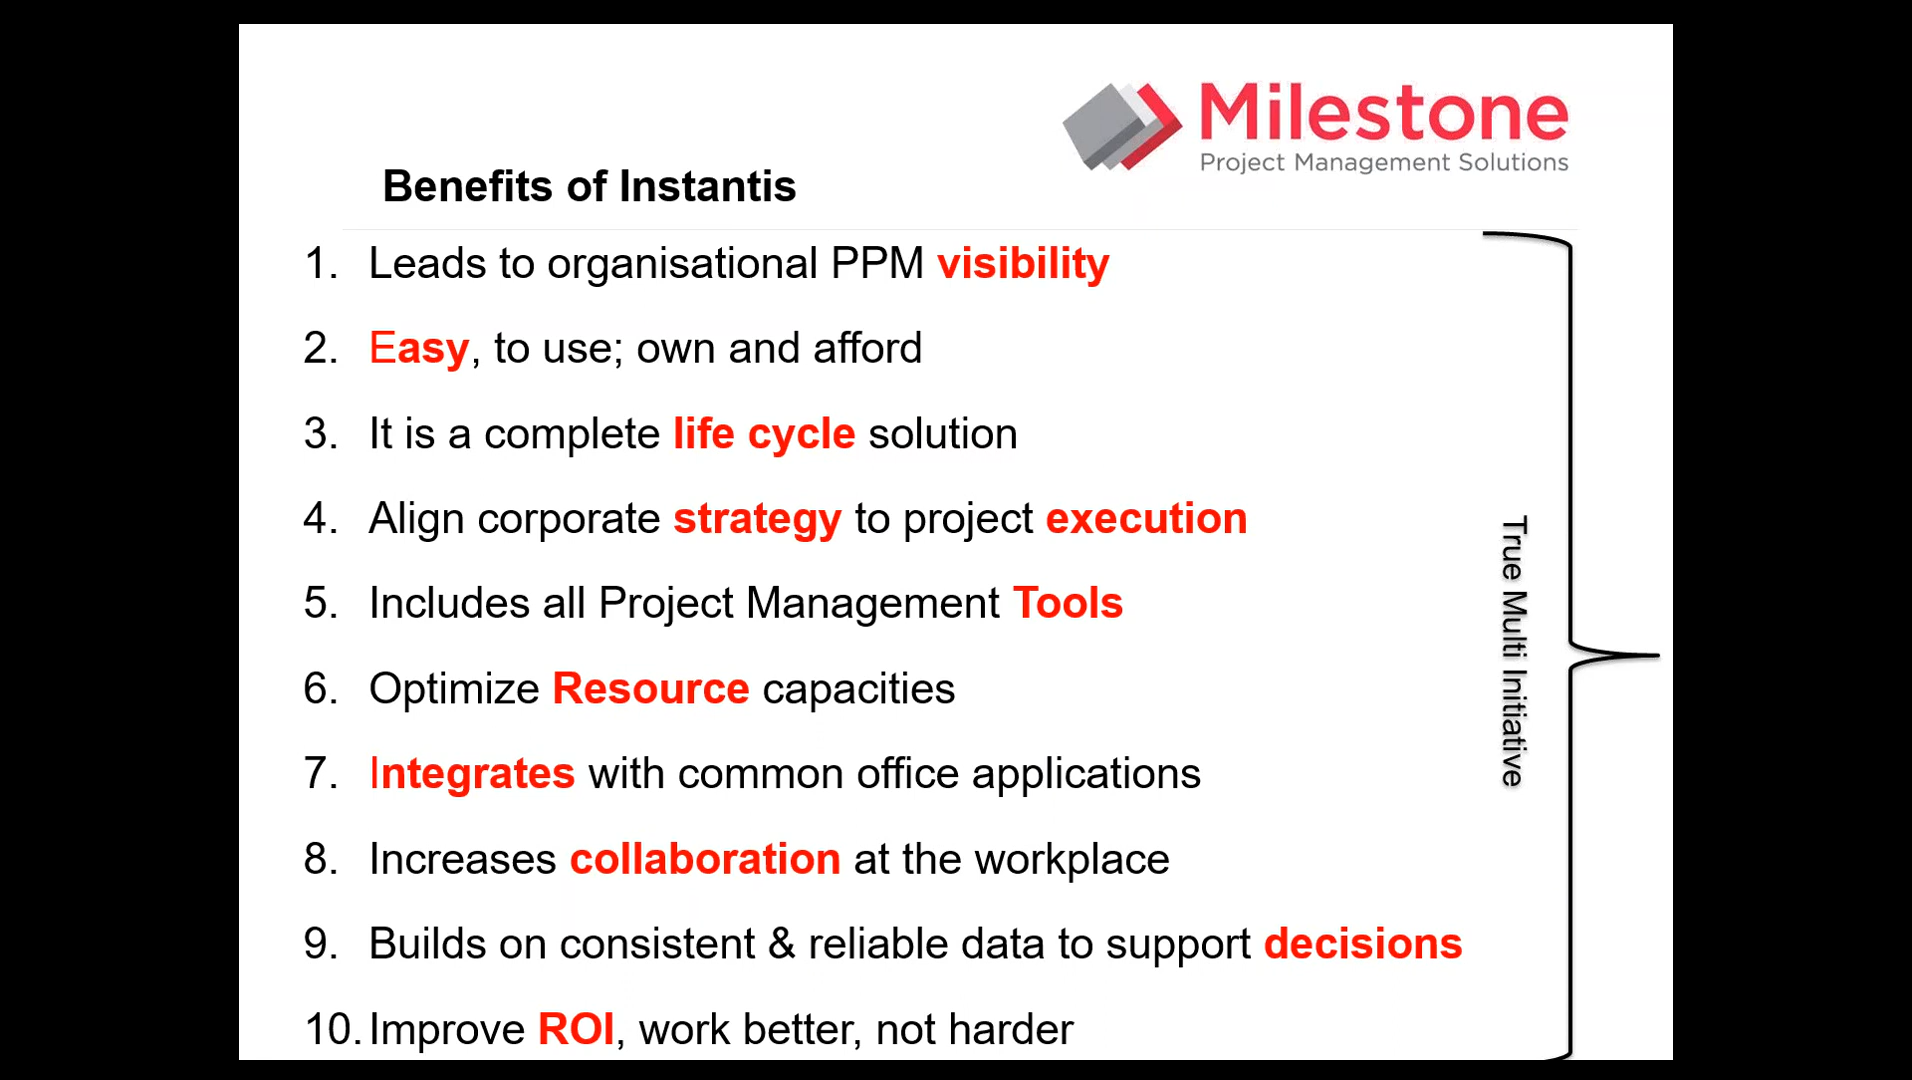 Milestone
Project Management Solutions
Benefits of Instantis
1. Leads to organisational PPM visibility
2. Easy, to use; own and afford
3. It is a complete life cycle solution
4. Align corporate strategy to project execution
5. Includes all Project Management Tools
6. Optimize Resource capacities
7. Integrates with common office applications
8. Increases collaboration at the workplace
9. Builds on consistent & reliable data to support decisions
10. Improve ROI, work better, not harder
True Multi Initiative